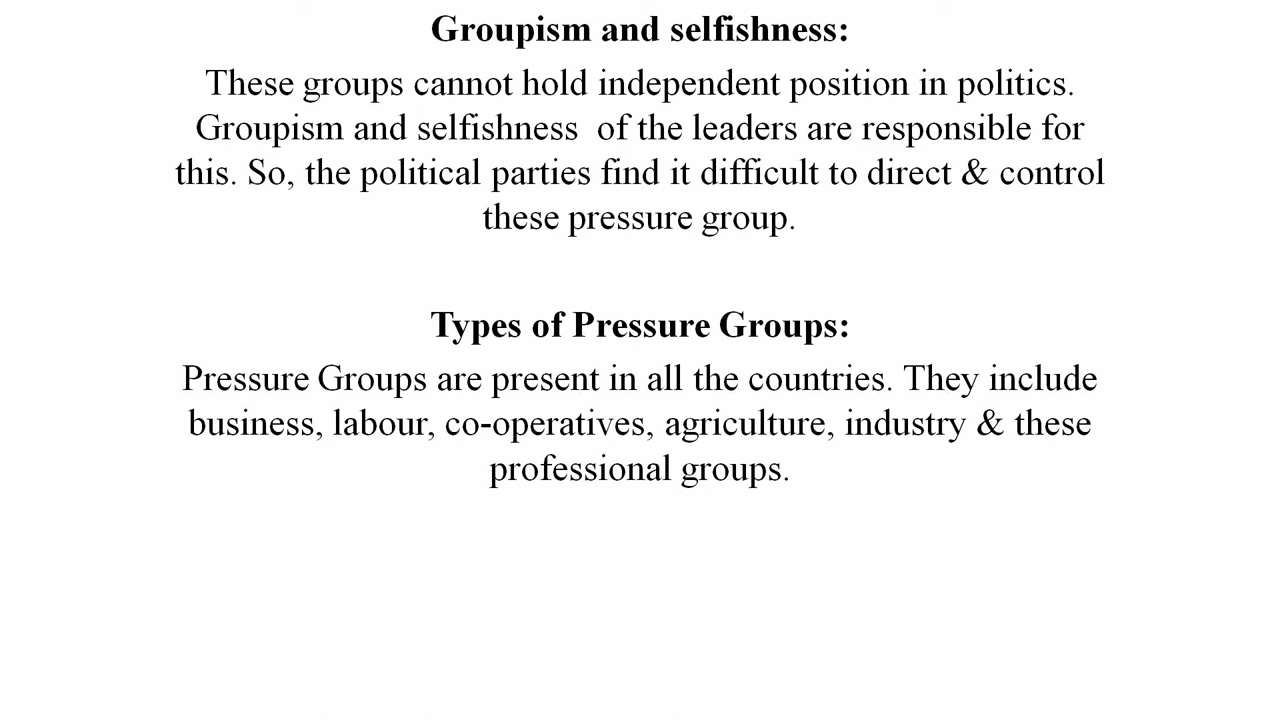 Groupism and selfishness:
These groups cannot hold independent position in politics.
Groupism and selfishness  of the leaders are responsible for
this. So, the political parties find it difficult to direct & control
these pressure group.
Types of Pressure Groups:
Pressure Groups are present in all the countries. They include
business, labour, co-operatives, agriculture, industry & these
professional groups.